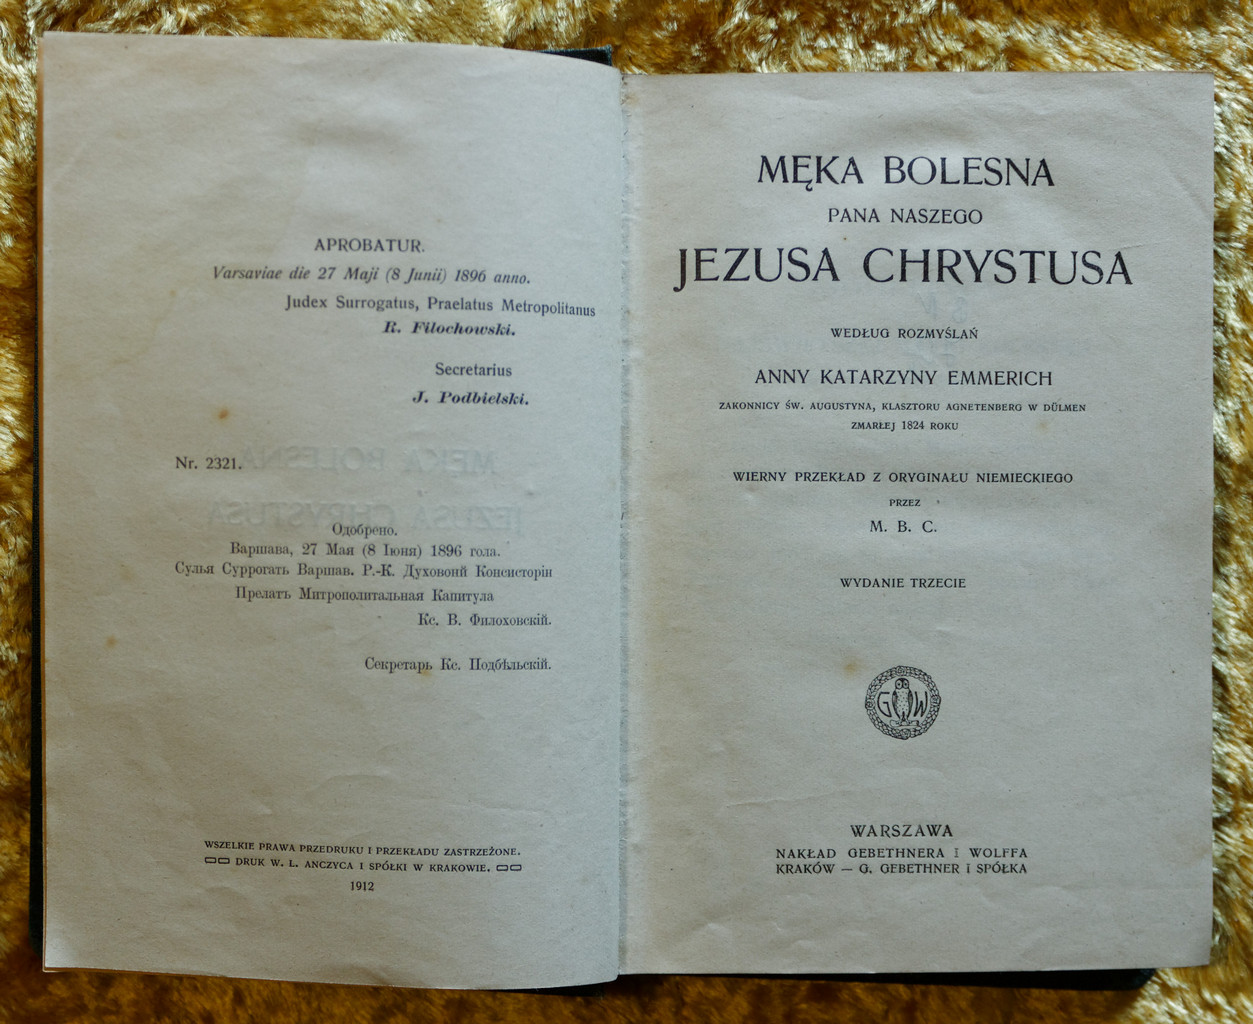 APROBATUR.
Varsaviae die 27 Maji (8 Junii) 1896 anno.
Judex Surrogatus, Praelatus Metropolitanus
R. Filochowski.
Secretarius
J. Podbielski.
Nr. 2321.
Одобрено.
Варшава, 27 Мая (8 Іюня) 1896 года.
Сулья Суррогатъ Варшав. Р.-К. Духовонй Консисторіи
Прелатъ Митрополитальная Капитула
Кс. В. Филоховскій.
Секретарь Кс. Подбѣльскій.
WSZELKIE PRAWA PRZEDRUKU I PRZEKŁADU ZASTRZEŻONE.
DRUK W. L. ANCZYCA I SPÓŁKI W KRAKOWIE.
1912
MĘKA BOLESNA
PANA NASZEGO
JEZUSA CHRYSTUSA
WEDŁUG ROZMYŚLAŃ
ANNY KATARZYNY EMMERICH
ZAKONNICY ŚW. AUGUSTYNA, KLASZTORU AGNETENBERG W DÜLMEN
ZMARŁEJ 1824 ROKU
WIERNY PRZEKŁAD Z ORYGINAŁU NIEMIECKIEGO
PRZEZ
M. B. C.
WYDANIE TRZECIE
G W
WARSZAWA
NAKŁAD GEBETHNERA I WOLFFA
KRAKÓW — G. GEBETHNER I SPÓŁKA